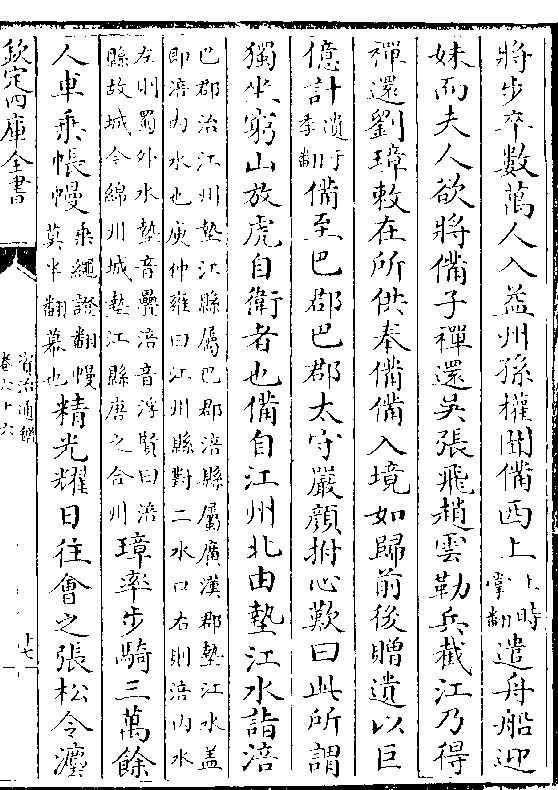 將步卒數萬人入益州孫權聞備西上上時掌翻遣舟船迎
妹而夫人欲將備子禪還吳張飛趙雲勒兵截江乃得
禪還劉璋敕在所供奉備備入境如歸前後贈遺以巨
億計遺于季翻備至巴郡巴郡太守嚴顔拊心歎曰此所謂
獨坐窮山放虎自衛者也備自江州北由墊江水詣涪
巴郡治江州墊江縣屬巴郡涪縣屬廣漢郡墊江水蓋
即涪內水也庾仲雍曰江州縣對二水口右則涪內水
左則蜀外水墊音疊涪音浮賢曰涪
縣故城今綿州城墊江縣唐之合州璋率步騎三萬餘
人車乘帳幔乘繩證翻幔莫半翻幕也精光耀日往會之張松令灋
欽定四庫全書
資治通鑑
卷六十六
十七